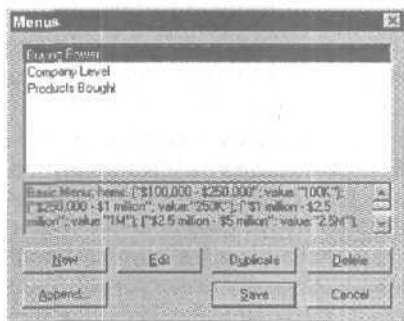 Menus
Buying Power
Company Level
Products Bought
Basic Menu; items: {"$100,000 - $250,000"; value:"100K"};
{"$250,000 - $1 million"; value:"250K"}; {"$1 million - $2.5
million"; value:"1M"}; {"$2.5 million - $5 million"; value:"2.5M"},
New Edit Duplicate Delete
Append... Save Cancel